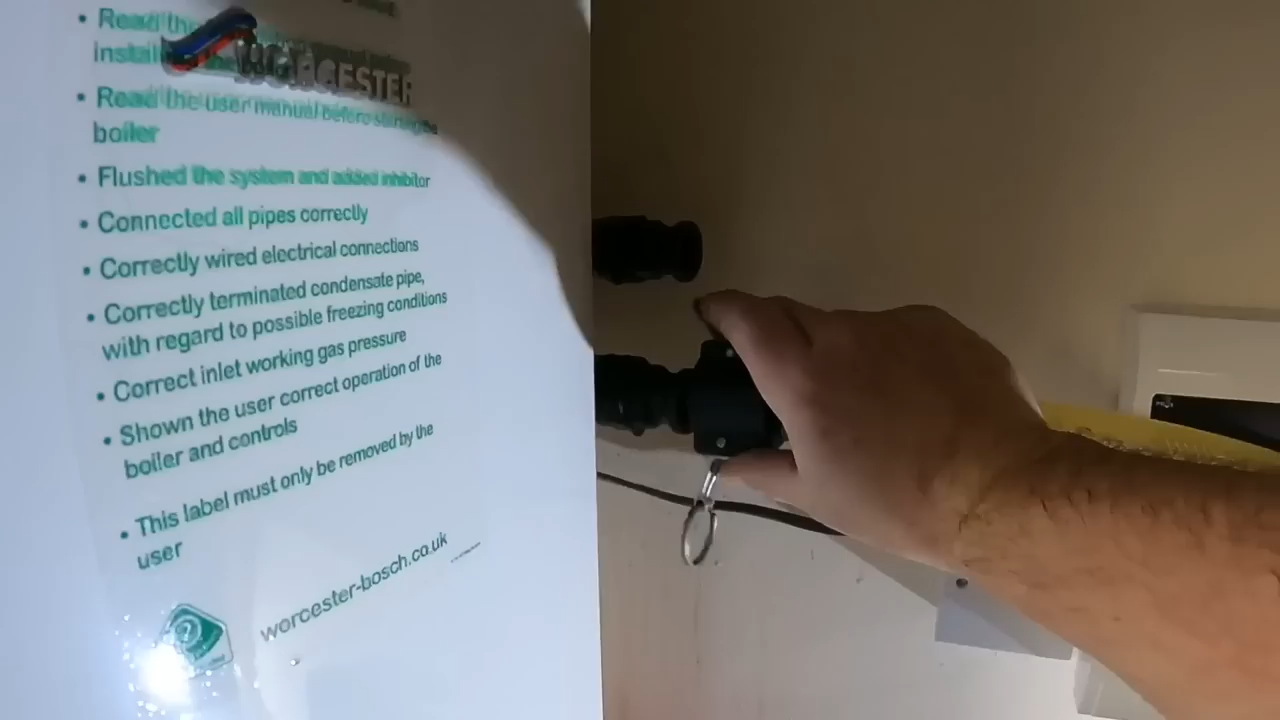 • Read the
install
WORCESTER
• Read the user manual before starting the
boiler
• Flushed the system and added inhibitor
• Connected all pipes correctly
• Correctly wired electrical connections
• Correctly terminated condensate pipe,
with regard to possible freezing conditions
• Correct inlet working gas pressure
• Shown the user correct operation of the
boiler and controls
• This label must only be removed by the
user
worcester-bosch.co.uk